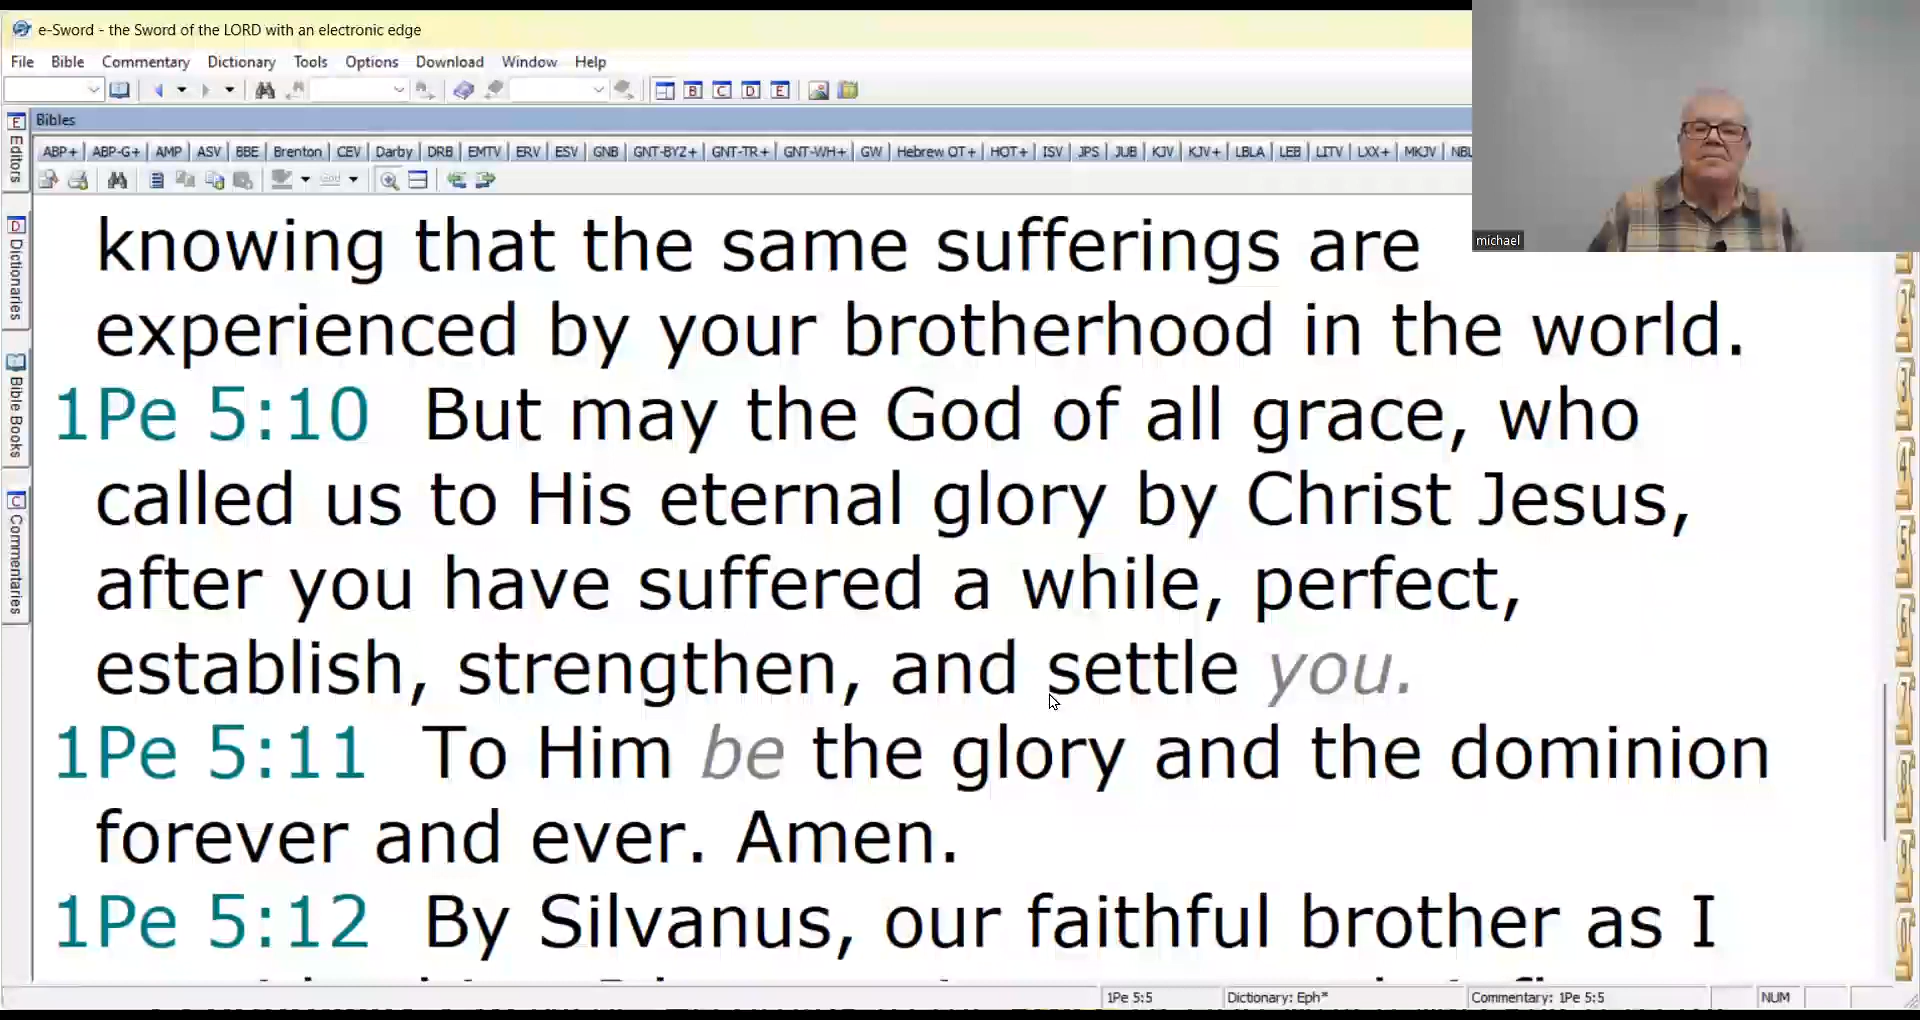 e-Sword - the Sword of the LORD with an electronic edge
File Bible Commentary Dictionary Tools Options Download Window Help
B C D E
Bibles
ABP+ ABP-G+ AMP ASV BBE Brenton CEV Darby DRB EMTV ERV ESV GNB GNT-BYZ+ GNT-TR+ GNT-WH+ GW Hebrew OT+ HOT+ ISV JPS JUB KJV KJV+ LBLA LEB LITV LXX+ MKJV
E Editors
D Dictionaries
Bible Books
C Commentaries
michael
knowing that the same sufferings are
experienced by your brotherhood in the world.
1Pe 5:10 But may the God of all grace, who
called us to His eternal glory by Christ Jesus,
after you have suffered a while, perfect,
establish, strengthen, and settle you.
1Pe 5:11 To Him be the glory and the dominion
forever and ever. Amen.
1Pe 5:12 By Silvanus, our faithful brother as I
1Pe 5:5 Dictionary: Eph* Commentary: 1Pe 5:5 NUM